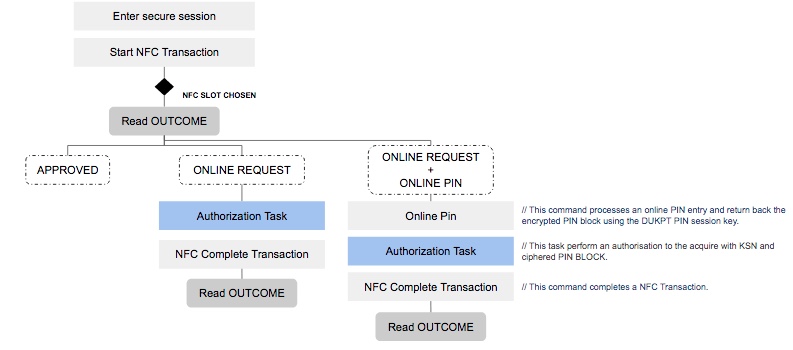 Enter secure session
Start NFC Transaction
NFC SLOT CHOSEN
Read OUTCOME
APPROVED
ONLINE REQUEST
ONLINE REQUEST
+
ONLINE PIN
Authorization Task
Online Pin
// This command processes an online PIN entry and return back the
encrypted PIN block using the DUKPT PIN session key.
NFC Complete Transaction
Authorization Task
// This task perform an authorisation to the acquire with KSN and
ciphered PIN BLOCK.
Read OUTCOME
NFC Complete Transaction
// This command completes a NFC Transaction.
Read OUTCOME